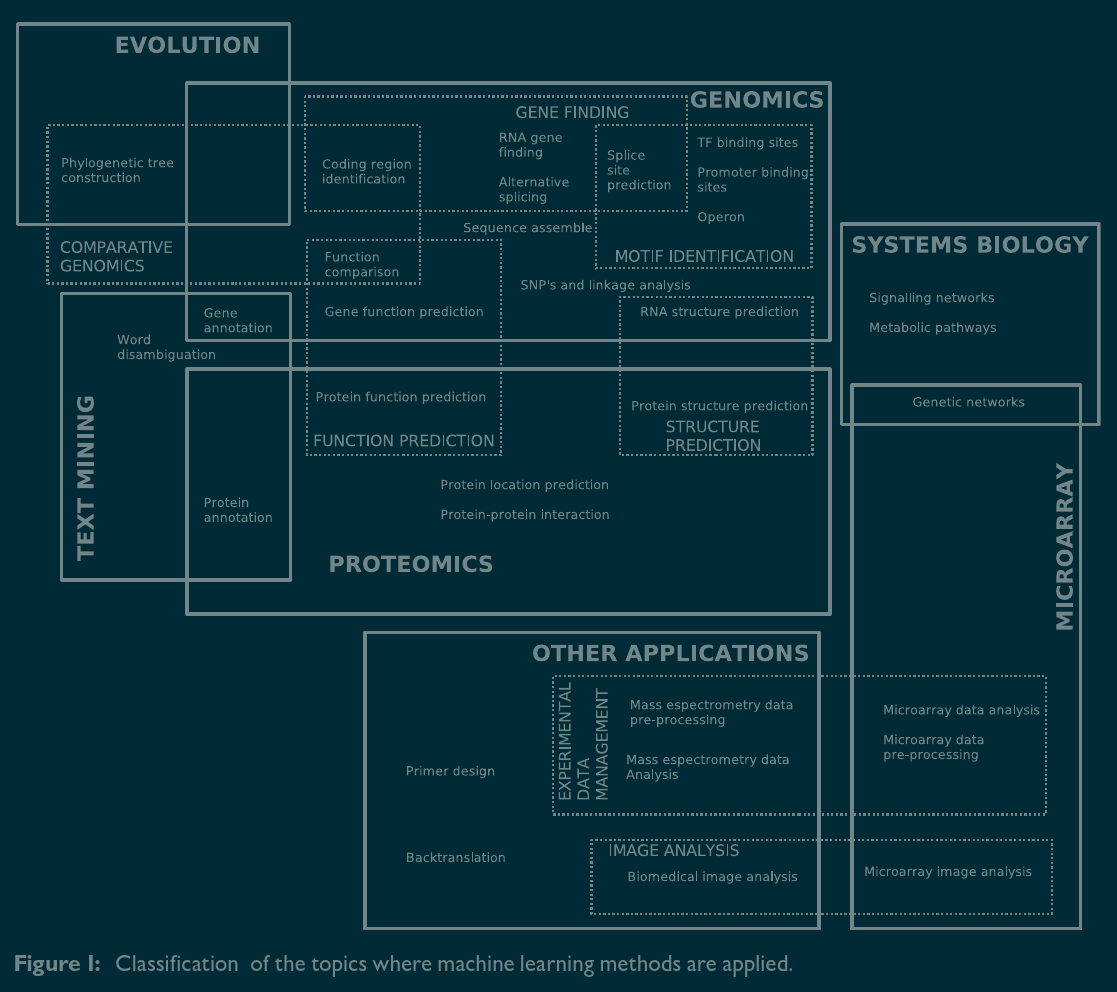 EVOLUTION
GENOMICS
GENE FINDING
RNA gene
finding
Alternative
splicing
Splice
site
prediction
TF binding sites
Promoter binding
sites
Operon
Phylogenetic tree
construction
Coding region
identification
Sequence assemble
COMPARATIVE
GENOMICS
Function
comparison
MOTIF IDENTIFICATION
SYSTEMS BIOLOGY
SNP's and linkage analysis
Signalling networks
Metabolic pathways
Gene
annotation
Gene function prediction
RNA structure prediction
Word
disambiguation
Protein function prediction
FUNCTION PREDICTION
Protein structure prediction
STRUCTURE
PREDICTION
Genetic networks
TEXT MINING
Protein
annotation
Protein location prediction
Protein-protein interaction
PROTEOMICS
MICROARRAY
OTHER APPLICATIONS
EXPERIMENTAL
DATA
MANAGEMENT
Mass espectrometry data
pre-processing
Mass espectrometry data
Analysis
Microarray data analysis
Microarray data
pre-processing
Primer design
Backtranslation
IMAGE ANALYSIS
Biomedical image analysis
Microarray image analysis
Figure I: Classification of the topics where machine learning methods are applied.